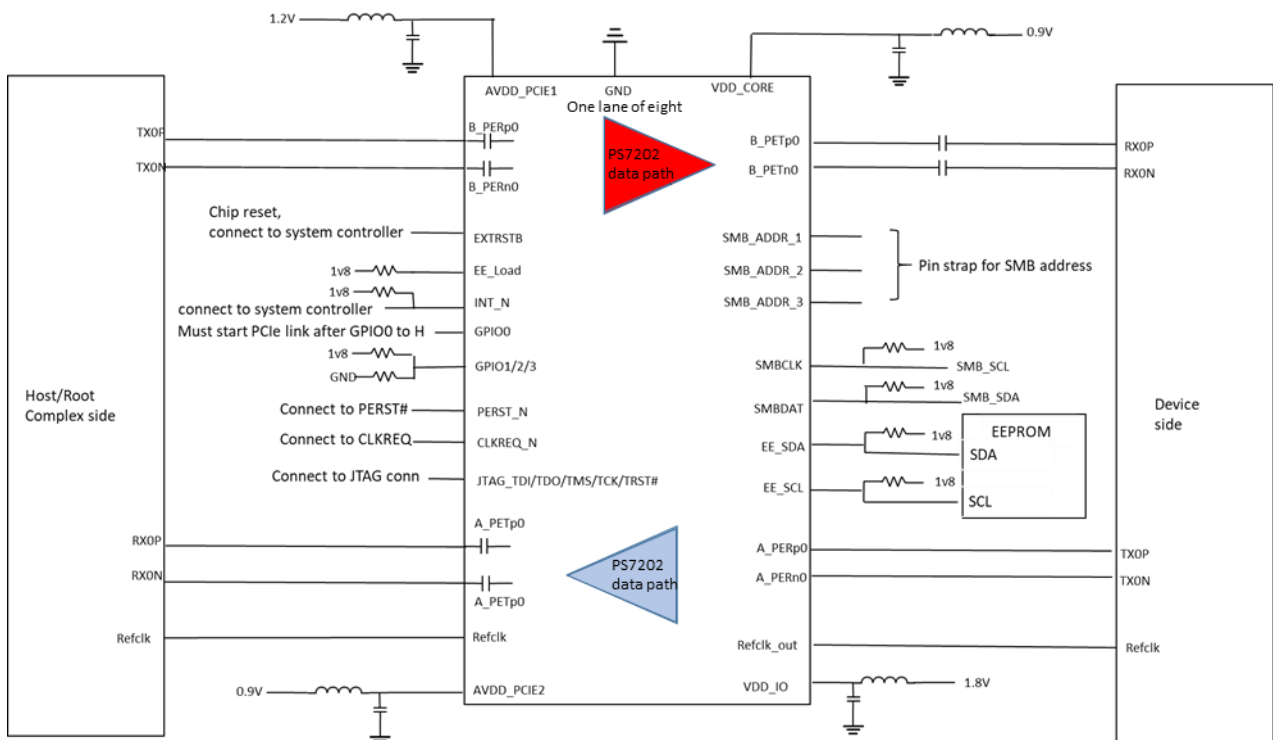 1.2V
0.9V
AVDD_PCIE1
GND
VDD_CORE
One lane of eight
TX0P
B_PERp0
PS7202
data path
B_PETp0
RX0P
TX0N
B_PERn0
B_PETn0
RX0N
Chip reset,
connect to system controller
EXTRSTB
SMB_ADDR_1
Pin strap for SMB address
1v8
EE_Load
SMB_ADDR_2
1v8
connect to system controller
INT_N
SMB_ADDR_3
Must start PCIe link after GPIO0 to H
GPIO0
1v8
GND
GPIO1/2/3
SMBCLK
1v8
SMB_SCL
Host/Root
Complex side
Connect to PERST#
PERST_N
SMBDAT
1v8
SMB_SDA
Device
side
Connect to CLKREQ
CLKREQ_N
EE_SDA
1v8
EEPROM
SDA
Connect to JTAG conn
JTAG_TDI/TDO/TMS/TCK/TRST#
EE_SCL
1v8
SCL
A_PETp0
RX0P
A_PERp0
TX0P
PS7202
data path
RX0N
A_PETp0
A_PERn0
TX0N
Refclk
Refclk
Refclk_out
Refclk
0.9V
AVDD_PCIE2
VDD_IO
1.8V